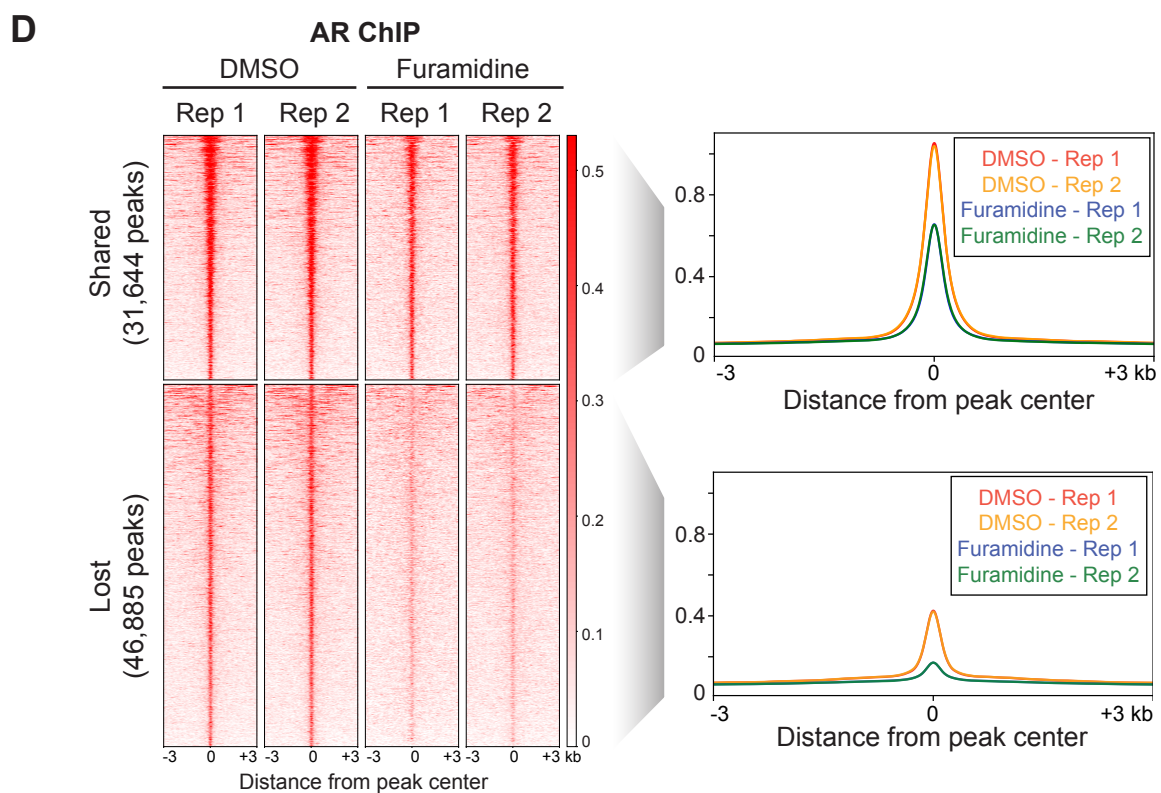 D
AR ChIP
DMSO
Furamidine
Rep 1
Rep 2
Rep 1
Rep 2
Shared
(31,644 peaks)
Lost
(46,885 peaks)
0.5
0.4
0.3
0.2
0.1
0
-3 0 +3
-3 0 +3
-3 0 +3
-3 0 +3 kb
Distance from peak center
DMSO - Rep 1
DMSO - Rep 2
Furamidine - Rep 1
Furamidine - Rep 2
0.8
0.4
0
-3 0 +3 kb
Distance from peak center
DMSO - Rep 1
DMSO - Rep 2
Furamidine - Rep 1
Furamidine - Rep 2
0.8
0.4
0
-3 0 +3 kb
Distance from peak center